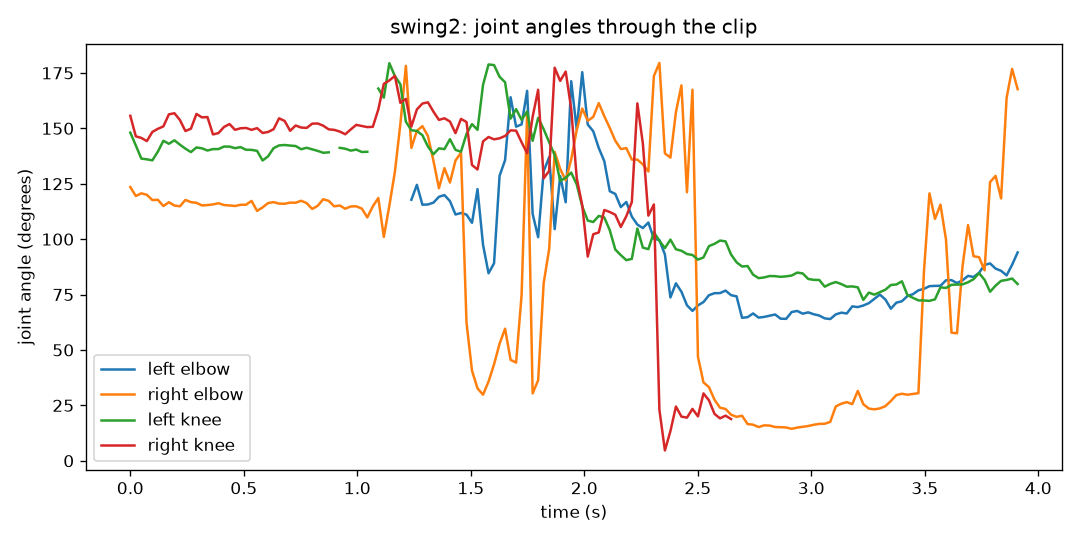 swing2: joint angles through the clip
joint angle (degrees)
175
150
125
100
75
50
25
0
left elbow
right elbow
left knee
right knee
0.0 0.5 1.0 1.5 2.0 2.5 3.0 3.5 4.0
time (s)